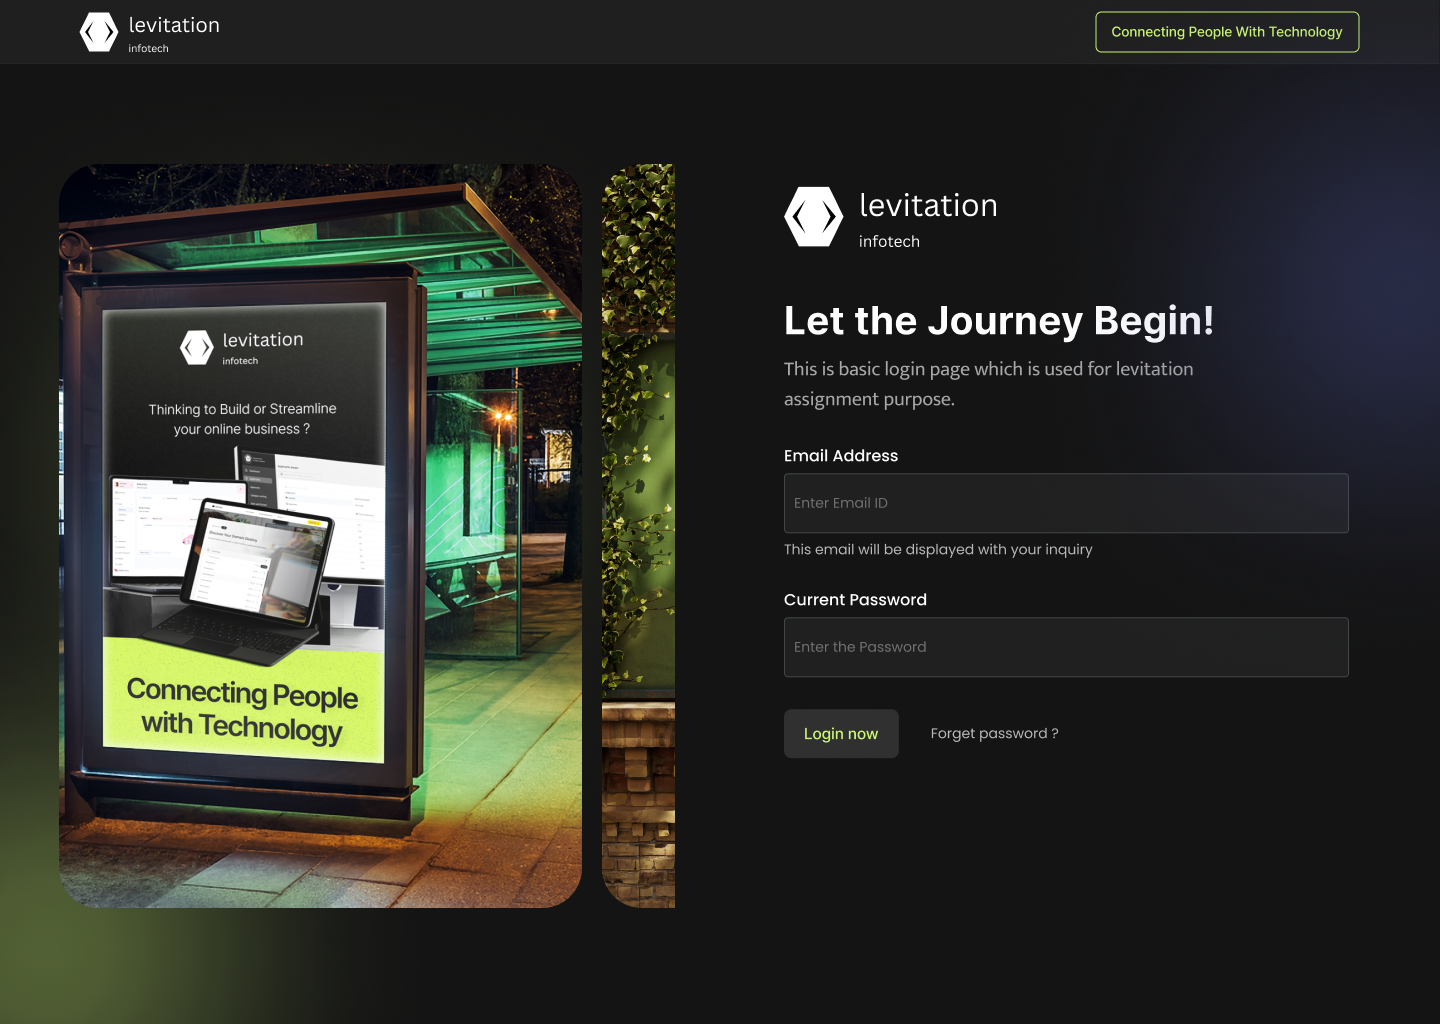 levitation
infotech
Connecting People With Technology
levitation
infotech
Thinking to Build or Streamline
your online business ?
Connecting People
with Technology
levitation
infotech
Let the Journey Begin!
This is basic login page which is used for levitation
assignment purpose.
Email Address
Enter Email ID
This email will be displayed with your inquiry
Current Password
Enter the Password
Login now
Forget password ?